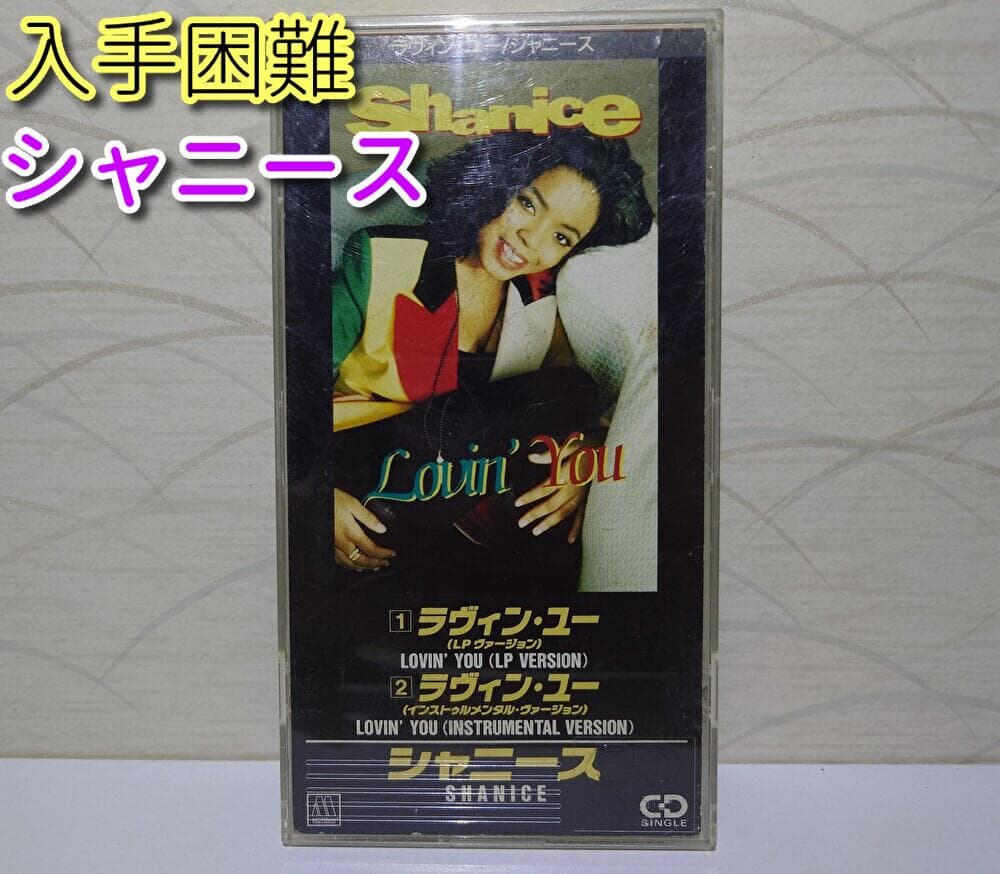 入手困難
シャニース
ラヴィン・ユー/シャニース
Shanice
Lovin' You
1 ラヴィン・ユー
(LP ヴァージョン)
LOVIN' YOU (LP VERSION)
2 ラヴィン・ユー
(インストゥルメンタル・ヴァージョン)
LOVIN' YOU (INSTRUMENTAL VERSION)
シャニース
SHANICE
MOTOWN
CD
SINGLE